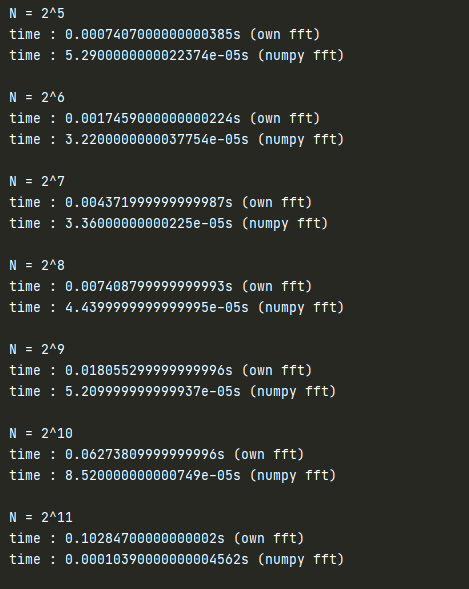 N = 2^5
time : 0.0007407000000000385s (own fft)
time : 5.2900000000022374e-05s (numpy fft)
N = 2^6
time : 0.0017459000000000224s (own fft)
time : 3.2200000000037754e-05s (numpy fft)
N = 2^7
time : 0.004371999999999987s (own fft)
time : 3.36000000000225e-05s (numpy fft)
N = 2^8
time : 0.007408799999999993s (own fft)
time : 4.4399999999999995e-05s (numpy fft)
N = 2^9
time : 0.018055299999999996s (own fft)
time : 5.209999999999937e-05s (numpy fft)
N = 2^10
time : 0.06273809999999996s (own fft)
time : 8.520000000000749e-05s (numpy fft)
N = 2^11
time : 0.10284700000000002s (own fft)
time : 0.00010390000000004562s (numpy fft)